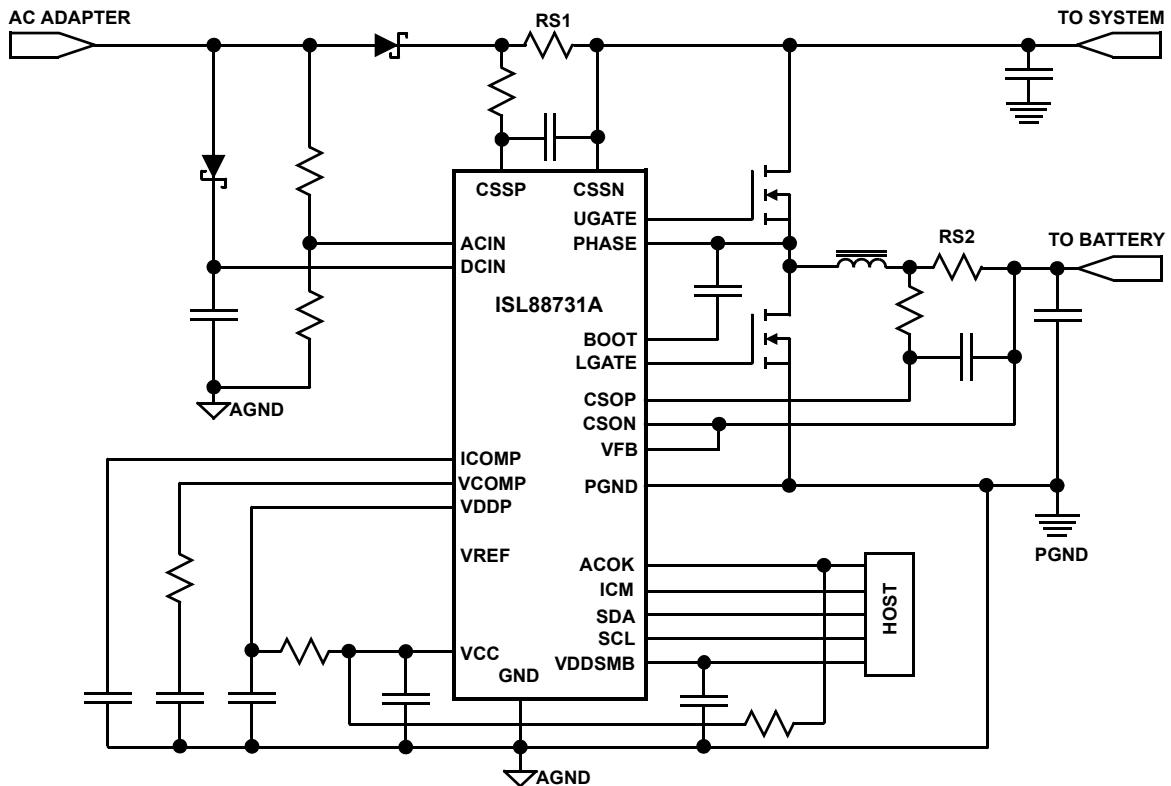 AC ADAPTER
RS1
TO SYSTEM
CSSP
CSSN
UGATE
PHASE
ACIN
DCIN
RS2
TO BATTERY
ISL88731A
BOOT
LGATE
CSOP
CSON
VFB
AGND
ICOMP
VCOMP
VDDP
PGND
VREF
PGND
ACOK
ICM
SDA
SCL
VDDSMB
HOST
VCC
GND
AGND